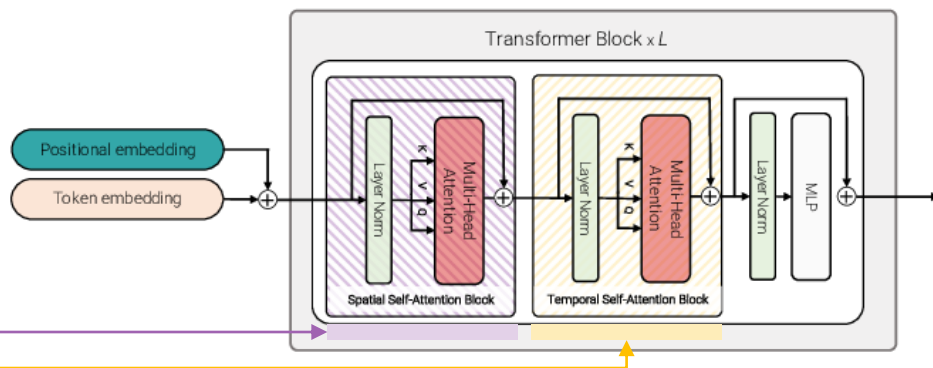 Transformer Block x L
Positional embedding
Token embedding
Layer Norm
K
V
Q
Multi-Head
Attention
Spatial Self-Attention Block
Layer Norm
K
V
Q
Multi-Head
Attention
Temporal Self-Attention Block
Layer Norm
MLP